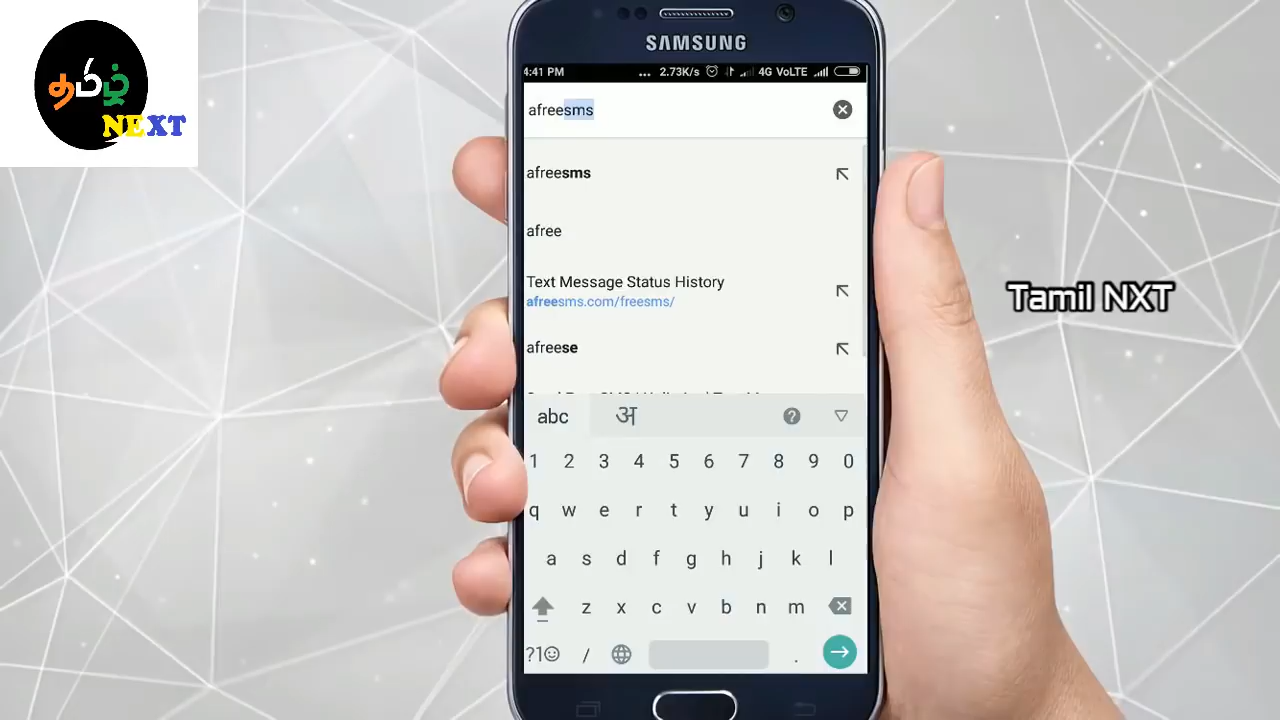 தமிழ்
NEXT
SAMSUNG
4:41 PM ... 2.73K/s 4G VoLTE
afreesms
afreesms
afree
Text Message Status History
afreesms.com/freesms/
afreese
abc अ ?
1 2 3 4 5 6 7 8 9 0
q w e r t y u i o p
a s d f g h j k l
z x c v b n m
?1☺ / .
Tamil NXT